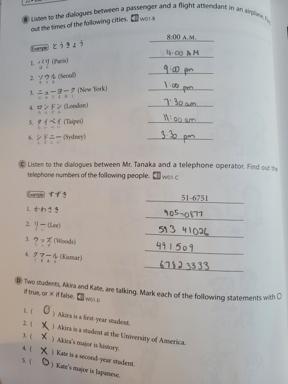 B Listen to the dialogues between a passenger and a flight attendant in an airplane.
out the times of cities. W01-B
Example とうきょう 8:00 A.M.
1. パリ (Paris) 4:00 AM
2. ソウル (Seoul) 9:00 pm
3. ニューヨーク (New York) 1:00 pm
4. ロンドン (London) 7:30 am
5. タイペイ (Taipei) 11:00 am
6. シドニー (Sydney) 3:30 pm
C Listen to the dialogues between Mr. Tanaka and a telephone operator. Find out the
telephone numbers of the following people. W01-C
Example すずき 51-6751
1. かわさき 905-0877
2. リー (Lee) 593 41026
3. ウッズ (Woods) 491509
4. クマール (Kumar) 67823333
D Two students, Akira and Kate, are talking. Mark each of the following statements with O
if true, or × if false. W01-D
1. ( O ) Akira is a first-year student.
2. ( X ) Akira is a student at the University of America.
3. ( X ) Akira's major is history.
4. ( X ) Kate is a second-year student.
5. ( O ) Kate's major is Japanese.